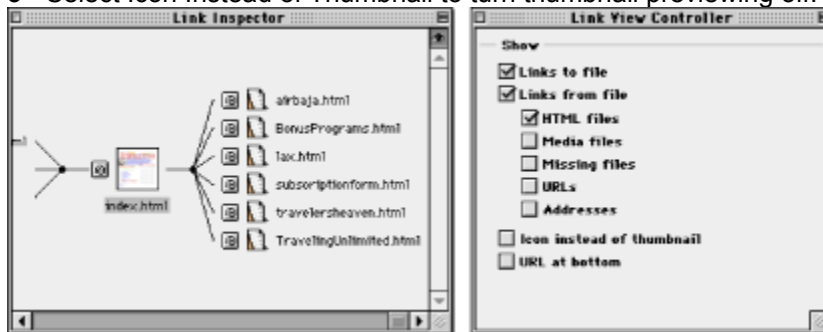 Select Icon Instead of Thumbnail to turn thumbnail previewing off.
Link Inspector
airbaja.html
BonusPrograms.html
lax.html
index.html
subscriptionform.html
travelersheaven.html
TravelingUnlimited.html
Link View Controller
Show
Links to file
Links from file
HTML files
Media files
Missing files
URLs
Addresses
Icon instead of thumbnail
URL at bottom